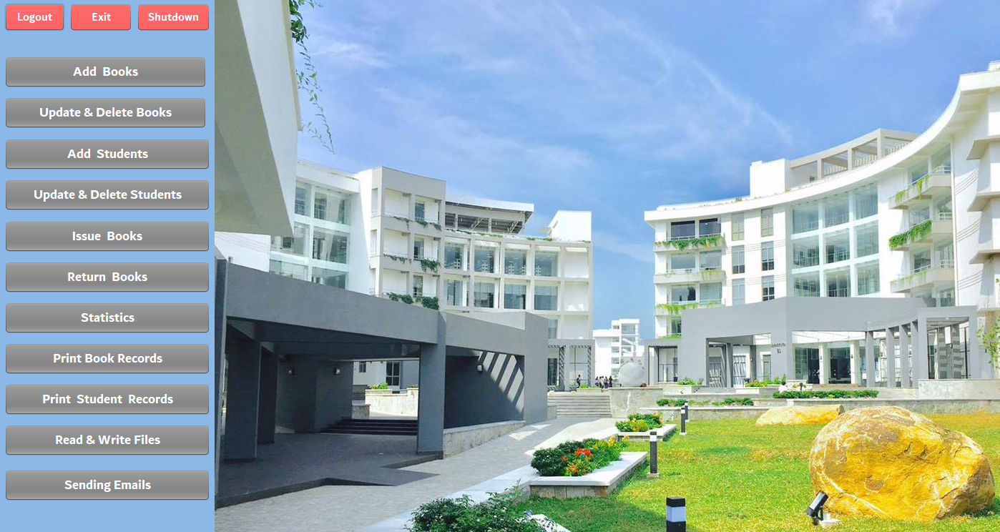 Logout Exit Shutdown
Add Books
Update & Delete Books
Add Students
Update & Delete Students
Issue Books
Return Books
Statistics
Print Book Records
Print Student Records
Read & Write Files
Sending Emails